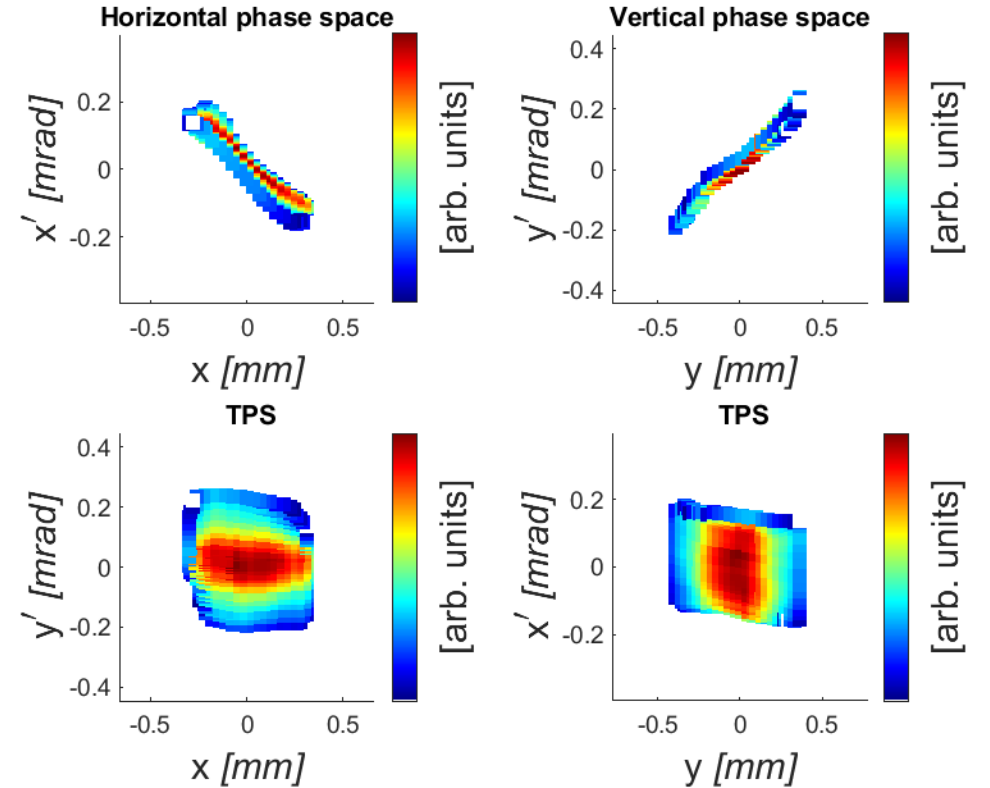 Horizontal phase space
x′ [mrad]
0.2
0
-0.2
-0.5
0
0.5
x [mm]
[arb. units]
Vertical phase space
y′ [mrad]
0.4
0.2
0
-0.2
-0.4
-0.5
0
0.5
y [mm]
[arb. units]
TPS
y′ [mrad]
0.4
0.2
0
-0.2
-0.4
-0.5
0
0.5
x [mm]
[arb. units]
TPS
x′ [mrad]
0.2
0
-0.2
-0.5
0
0.5
y [mm]
[arb. units]